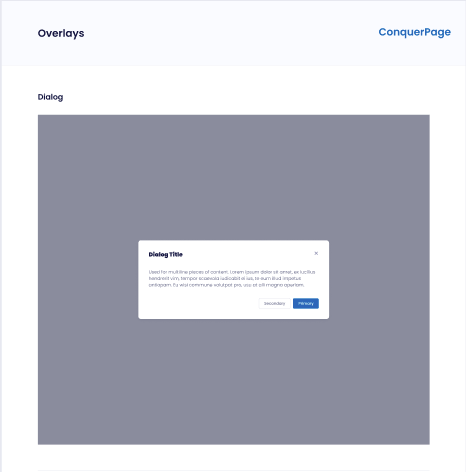 Overlays
ConquerPage
Dialog
Dialog Title
×
Used for multiline pieces of content. Lorem ipsum dolor sit amet, ex lucilius
hendrerit vim, tempor scaevola iudicabit ei ius, te eum illud impetus
antiopam. Eu wisi commune volutpat pro, usu at alii magna aperiam.
Secondary
Primary